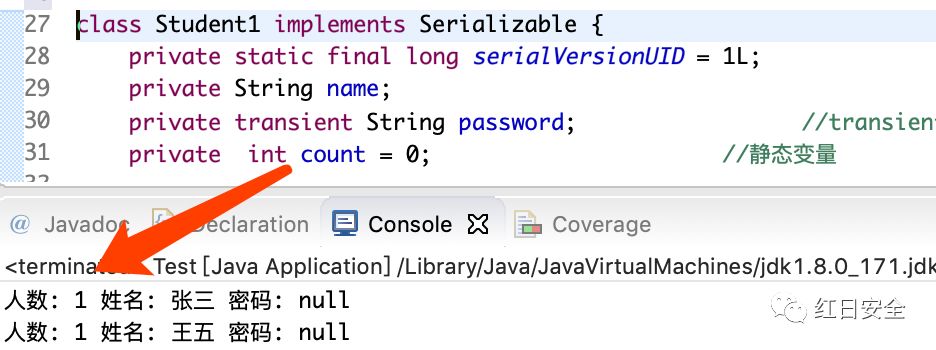 27 class Student1 implements Serializable {
28 private static final long serialVersionUID = 1L;
29 private String name;
30 private transient String password; //transient
31 private int count = 0; //静态变量
@ Javadoc Declaration Console Coverage
<terminated> Test [Java Application] /Library/Java/JavaVirtualMachines/jdk1.8.0_171.jdk
人数: 1 姓名: 张三 密码: null
人数: 1 姓名: 王五 密码: null
红日安全